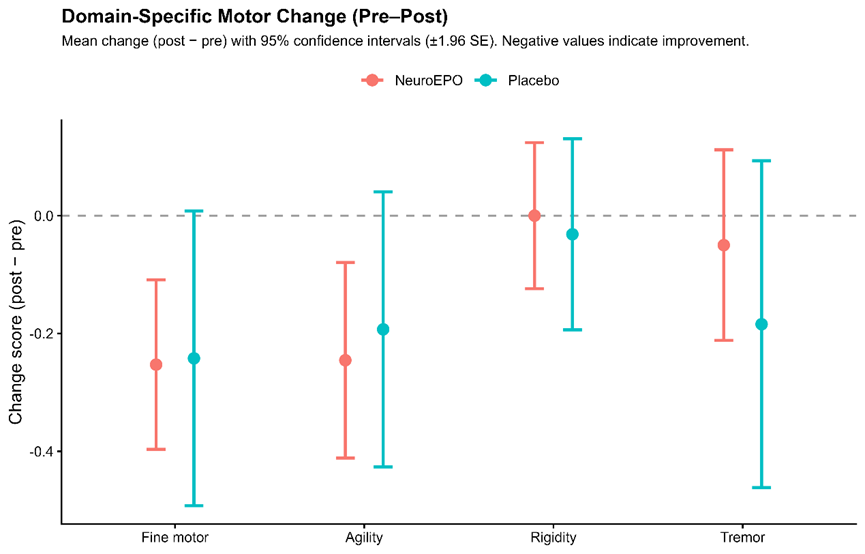 Domain-Specific Motor Change (Pre–Post)
Mean change (post − pre) with 95% confidence intervals (±1.96 SE). Negative values indicate improvement.
NeuroEPO Placebo
Change score (post − pre)
0.0
-0.2
-0.4
Fine motor Agility Rigidity Tremor